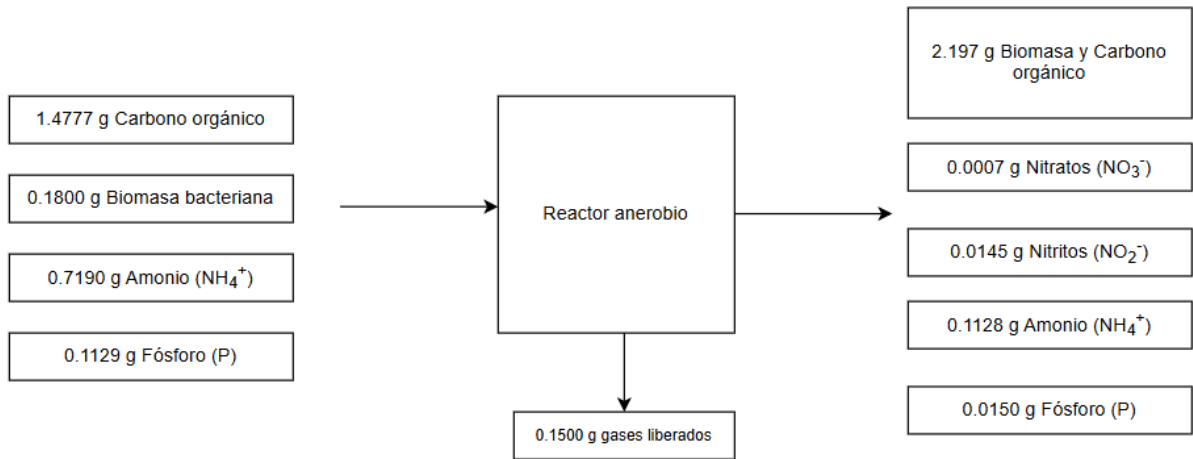 1.4777 g Carbono orgánico
0.1800 g Biomasa bacteriana
0.7190 g Amonio (NH₄⁺)
0.1129 g Fósforo (P)
Reactor anerobio
0.1500 g gases liberados
2.197 g Biomasa y Carbono
orgánico
0.0007 g Nitratos (NO₃⁻)
0.0145 g Nitritos (NO₂⁻)
0.1128 g Amonio (NH₄⁺)
0.0150 g Fósforo (P)